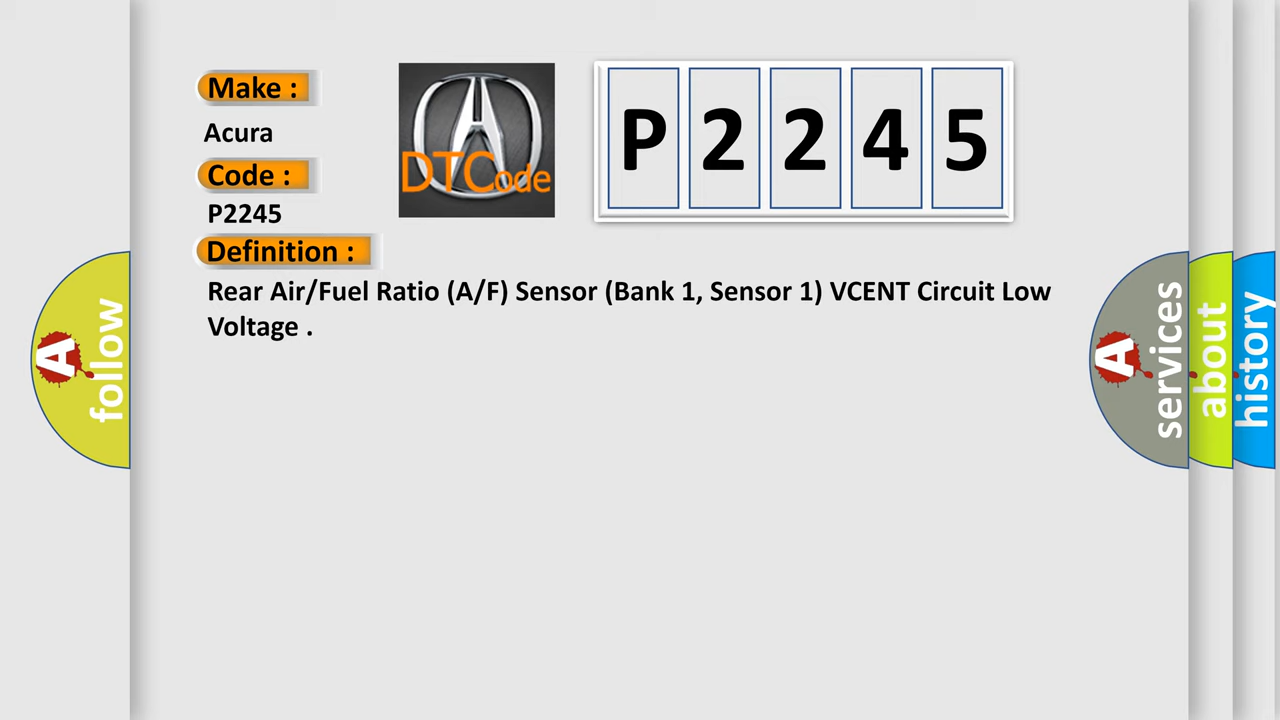 Make :
Acura
Code :
P2245
Definition :
Rear Air/Fuel Ratio (A/F) Sensor (Bank 1, Sensor 1) VCENT Circuit Low
Voltage .
DTCode
P 2 2 4 5
A follow
A services
about
history